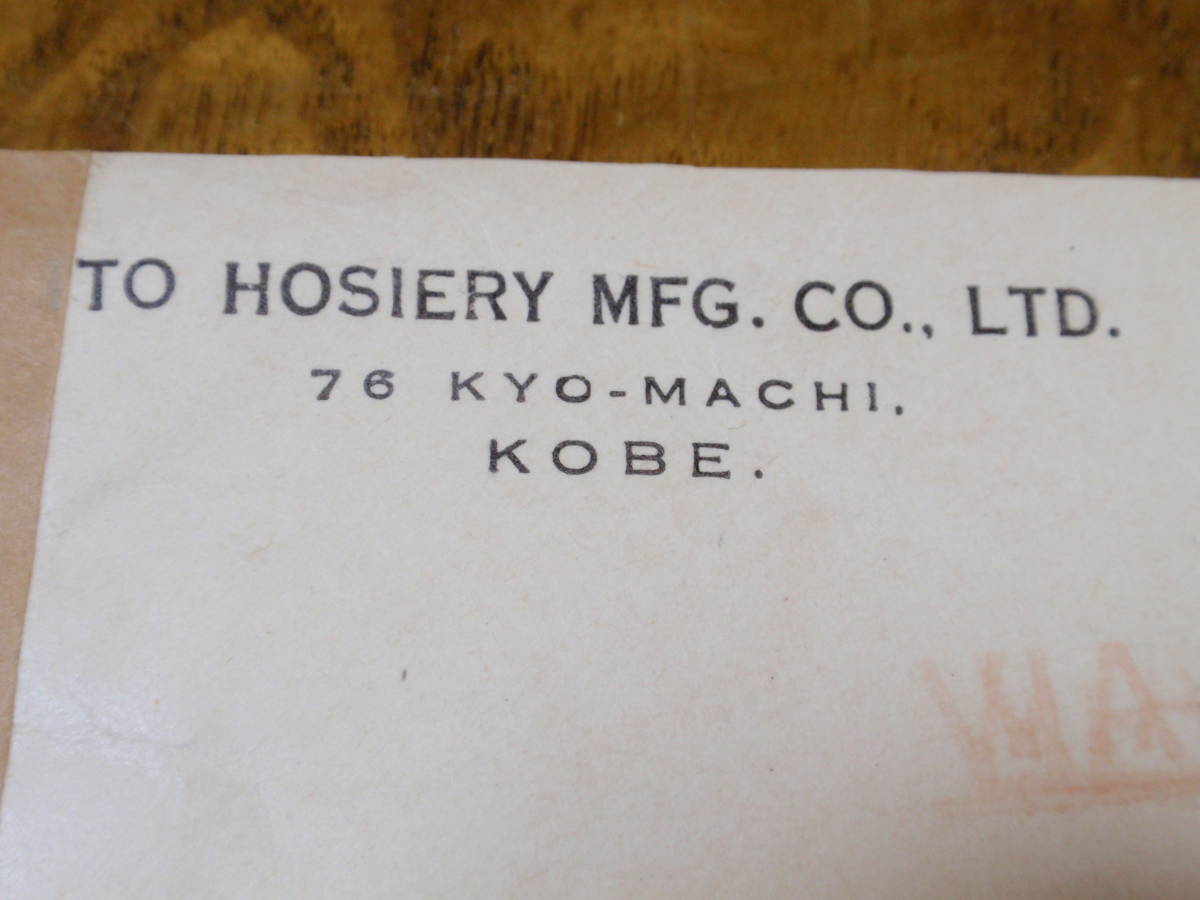 TO HOSIERY MFG. CO., LTD.
76 KYO-MACHI,
KOBE.